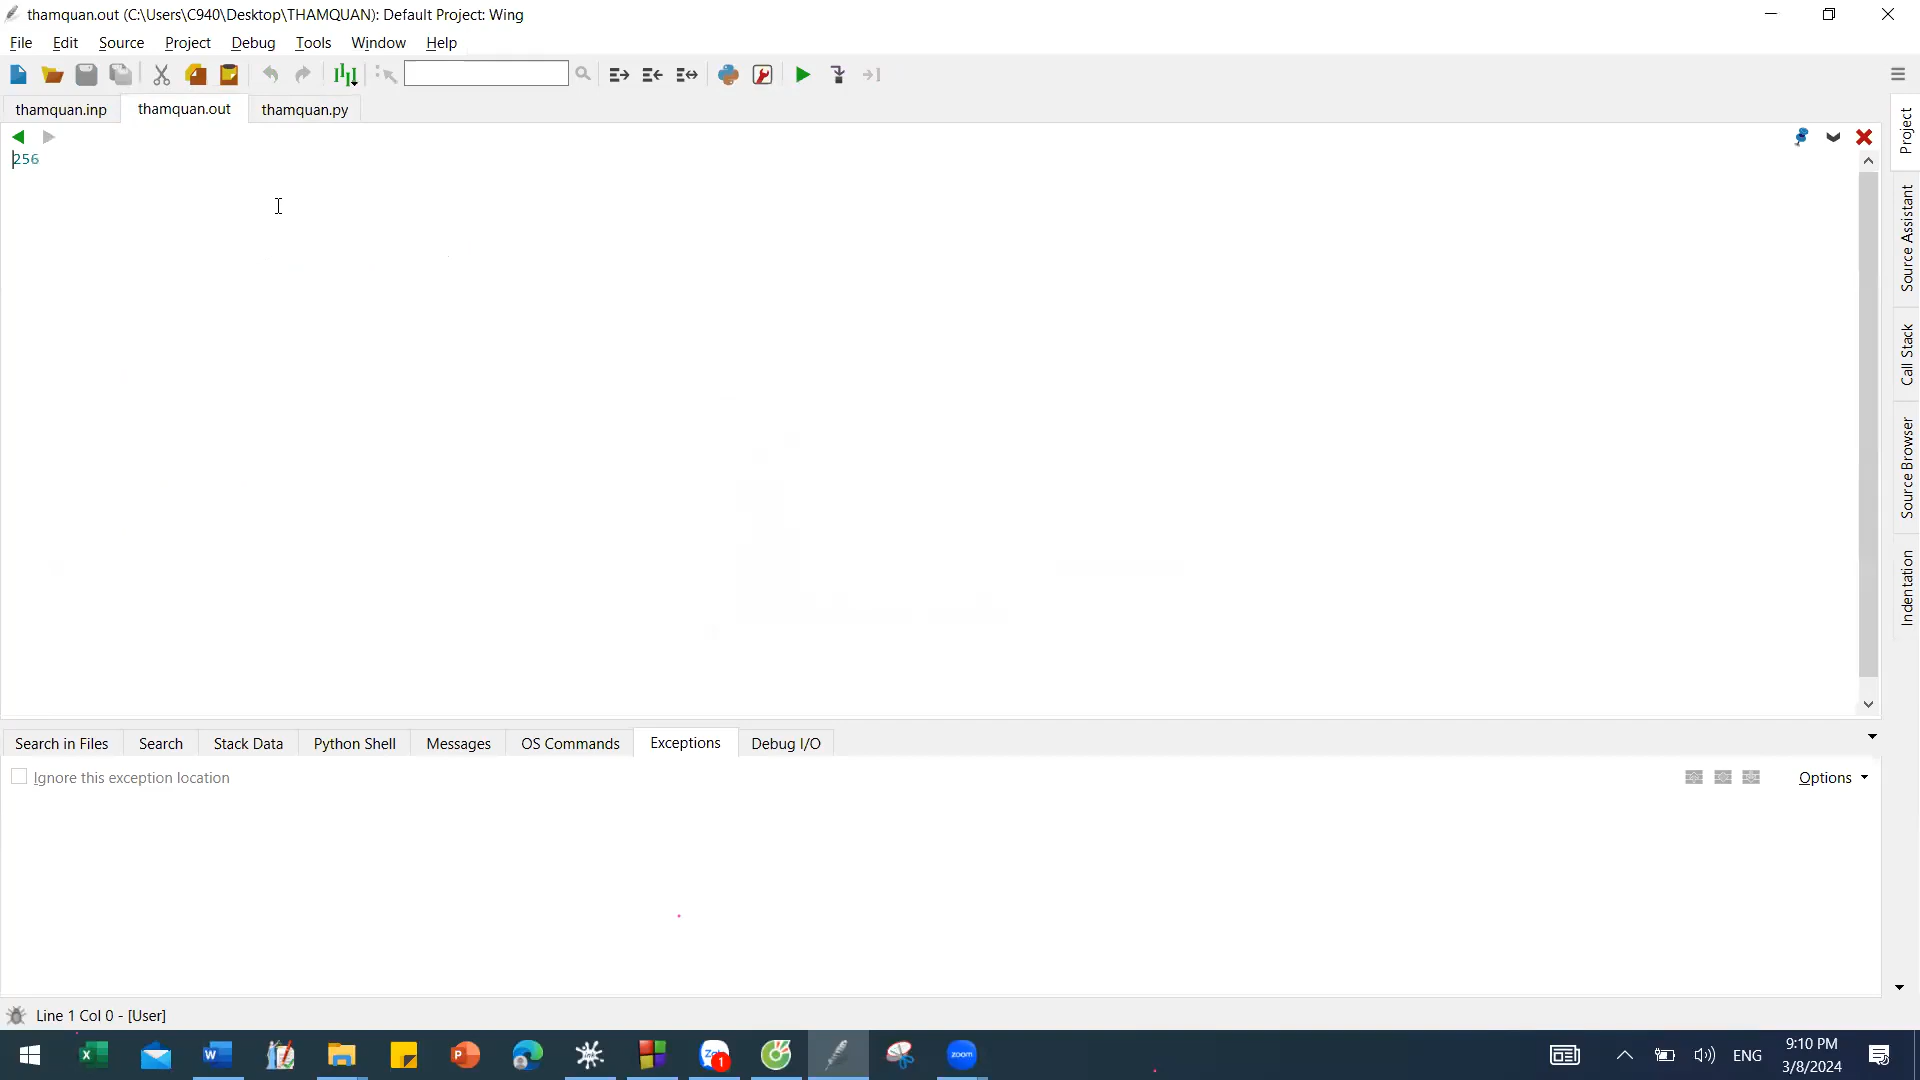 thamquan.out (C:\Users\C940\Desktop\THAMQUAN): Default Project: Wing
File Edit Source Project Debug Tools Window Help
thamquan.inp thamquan.out thamquan.py
256
Project
Source Assistant
Call Stack
Source Browser
Indentation
Search in Files Search Stack Data Python Shell Messages OS Commands Exceptions Debug I/O
Ignore this exception location Options
Line 1 Col 0 - [User]
zoom
1
ENG
9:10 PM
3/8/2024